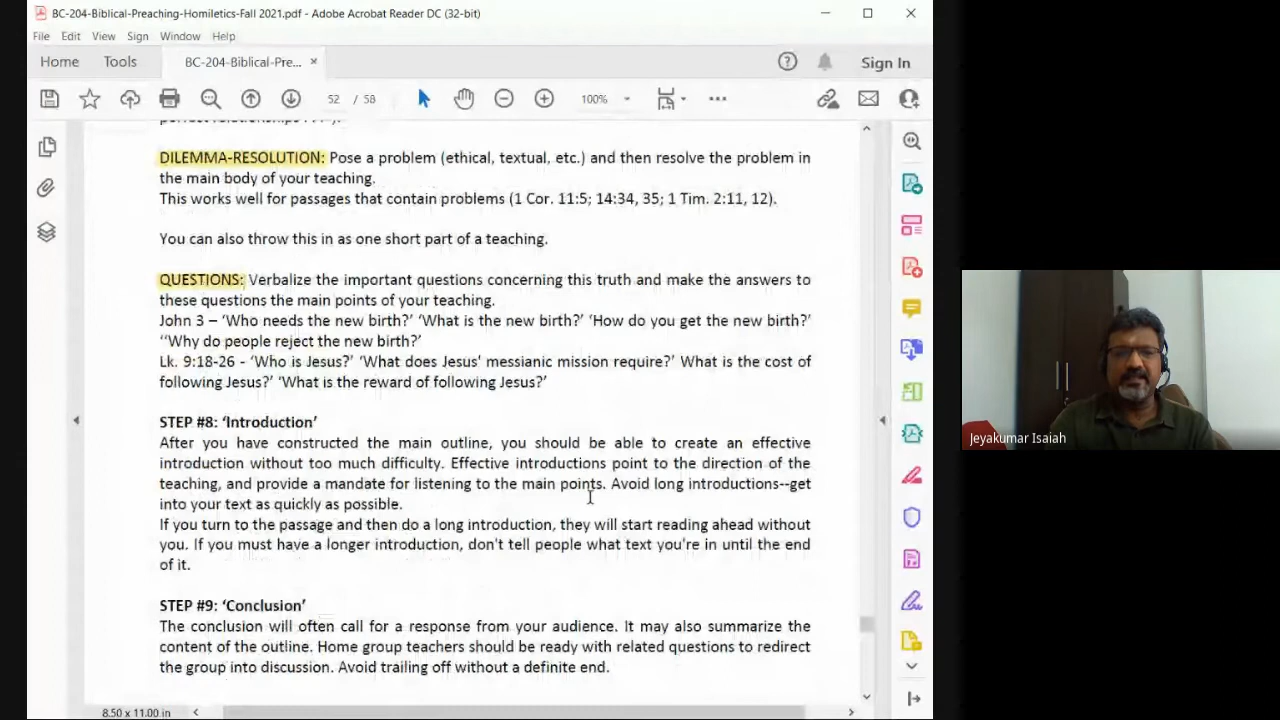 BC-204-Biblical-Preaching-Homiletics-Fall 2021.pdf - Adobe Acrobat Reader DC (32-bit)
File Edit View Sign Window Help
Home Tools BC-204-Biblical-Pre... × Sign In
52 / 58 100%
DILEMMA-RESOLUTION: Pose a problem (ethical, textual, etc.) and then resolve the problem in
the main body of your teaching.
This works well for passages that contain problems (1 Cor. 11:5; 14:34, 35; 1 Tim. 2:11, 12).
You can also throw this in as one short part of a teaching.
QUESTIONS: Verbalize the important questions concerning this truth and make the answers to
these questions the main points of your teaching.
John 3 – ‘Who needs the new birth?’ ‘What is the new birth?’ ‘How do you get the new birth?’
‘‘Why do people reject the new birth?’
Lk. 9:18-26 - ‘Who is Jesus?’ ‘What does Jesus' messianic mission require?’ What is the cost of
following Jesus?’ ‘What is the reward of following Jesus?’
STEP #8: ‘Introduction’
After you have constructed the main outline, you should be able to create an effective
introduction without too much difficulty. Effective introductions point to the direction of the
teaching, and provide a mandate for listening to the main points. Avoid long introductions--get
into your text as quickly as possible.
If you turn to the passage and then do a long introduction, they will start reading ahead without
you. If you must have a longer introduction, don't tell people what text you're in until the end
of it.
STEP #9: ‘Conclusion’
The conclusion will often call for a response from your audience. It may also summarize the
content of the outline. Home group teachers should be ready with related questions to redirect
the group into discussion. Avoid trailing off without a definite end.
8.50 x 11.00 in
Jeyakumar Isaiah